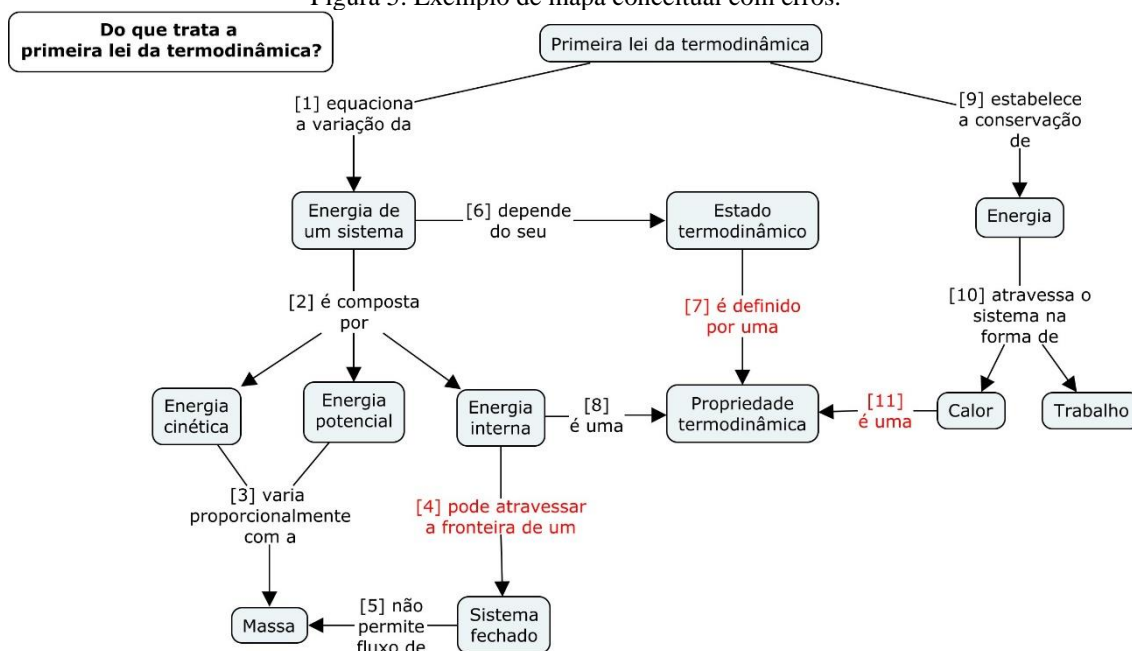 Figura 5. Exemplo de mapa conceitual com erros.
Do que trata a
primeira lei da termodinâmica?
Primeira lei da termodinâmica
[1] equaciona
a variação da
[9] estabelece
a conservação
de
Energia de
um sistema
[6] depende
do seu
Estado
termodinâmico
Energia
[2] é composta
por
[7] é definido
por uma
[10] atravessa o
sistema na
forma de
Energia
cinética
Energia
potencial
Energia
interna
[8]
é uma
Propriedade
termodinâmica
[11]
é uma
Calor
Trabalho
[3] varia
proporcionalmente
com a
[4] pode atravessar
a fronteira de um
Massa
[5] não
permite
fluxo de
Sistema
fechado